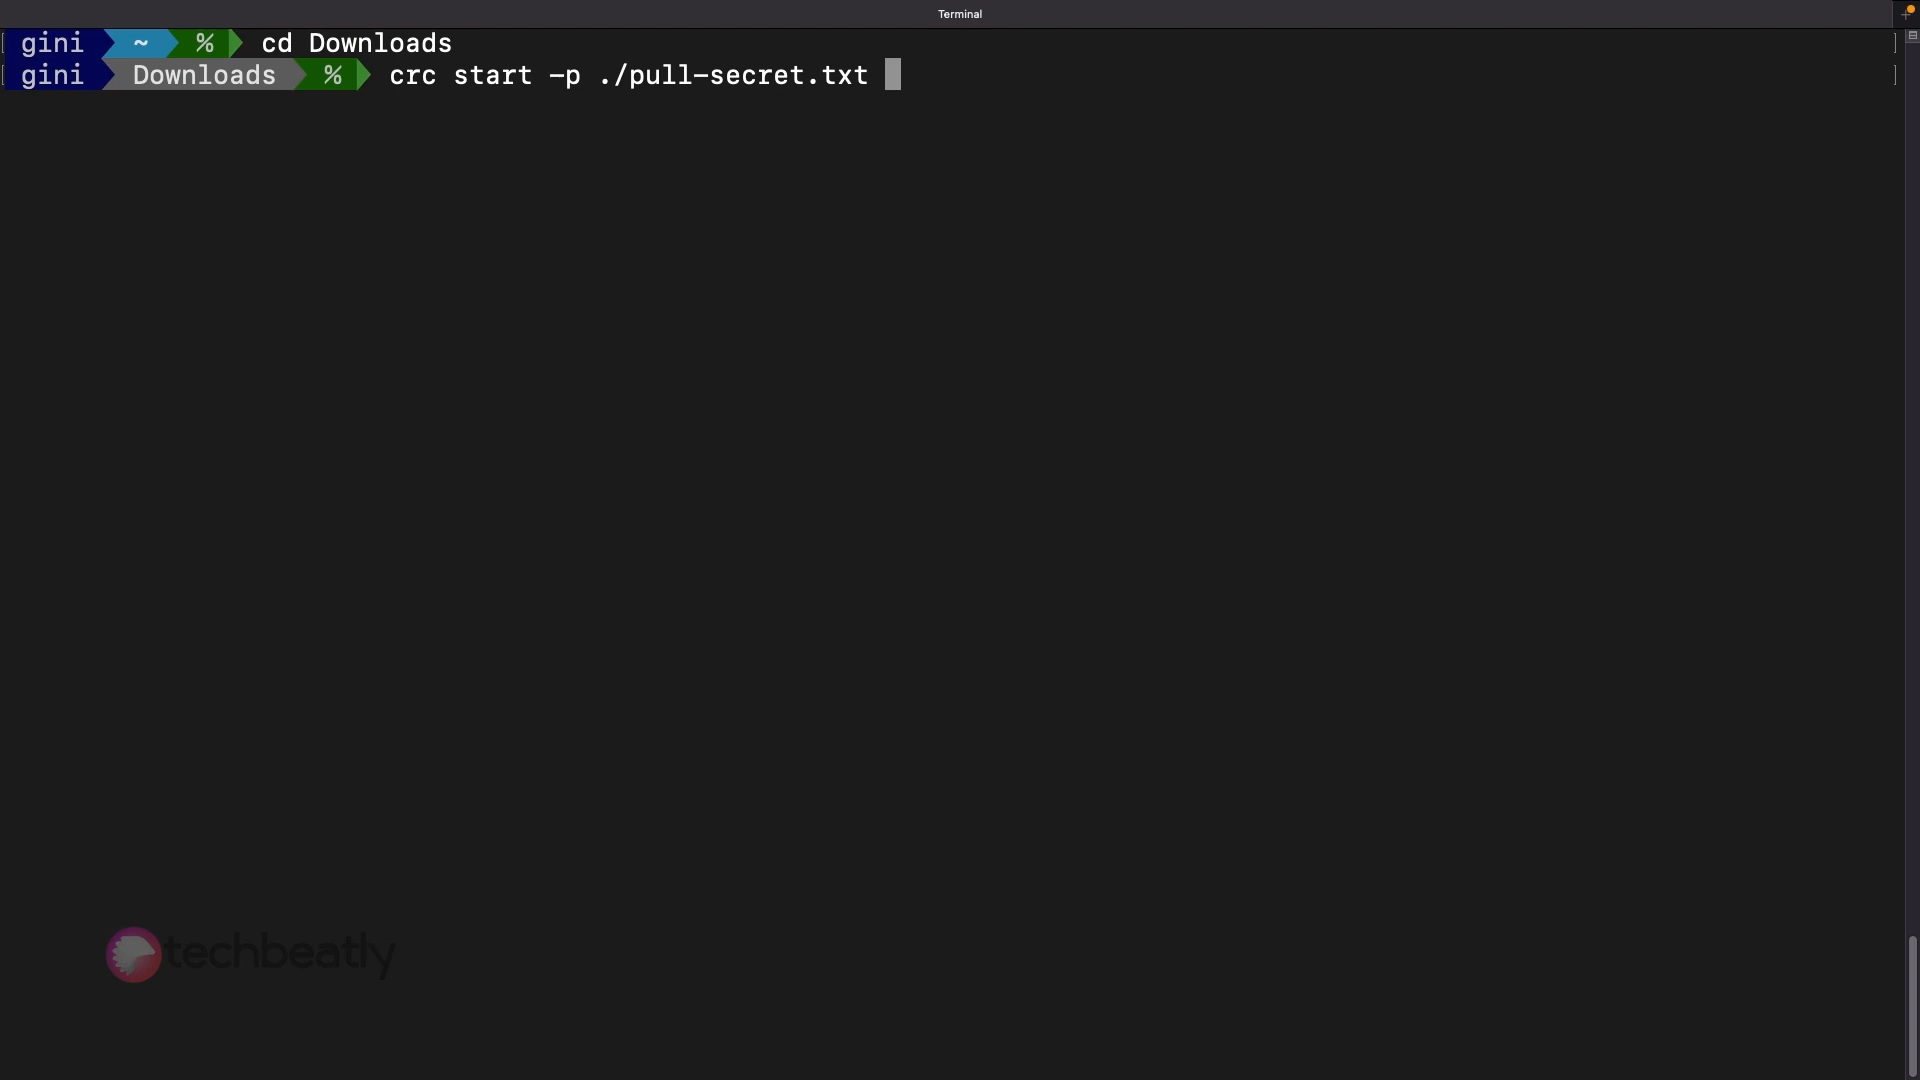 Terminal
gini ~ % cd Downloads
gini Downloads % crc start -p ./pull-secret.txt
techbeatly